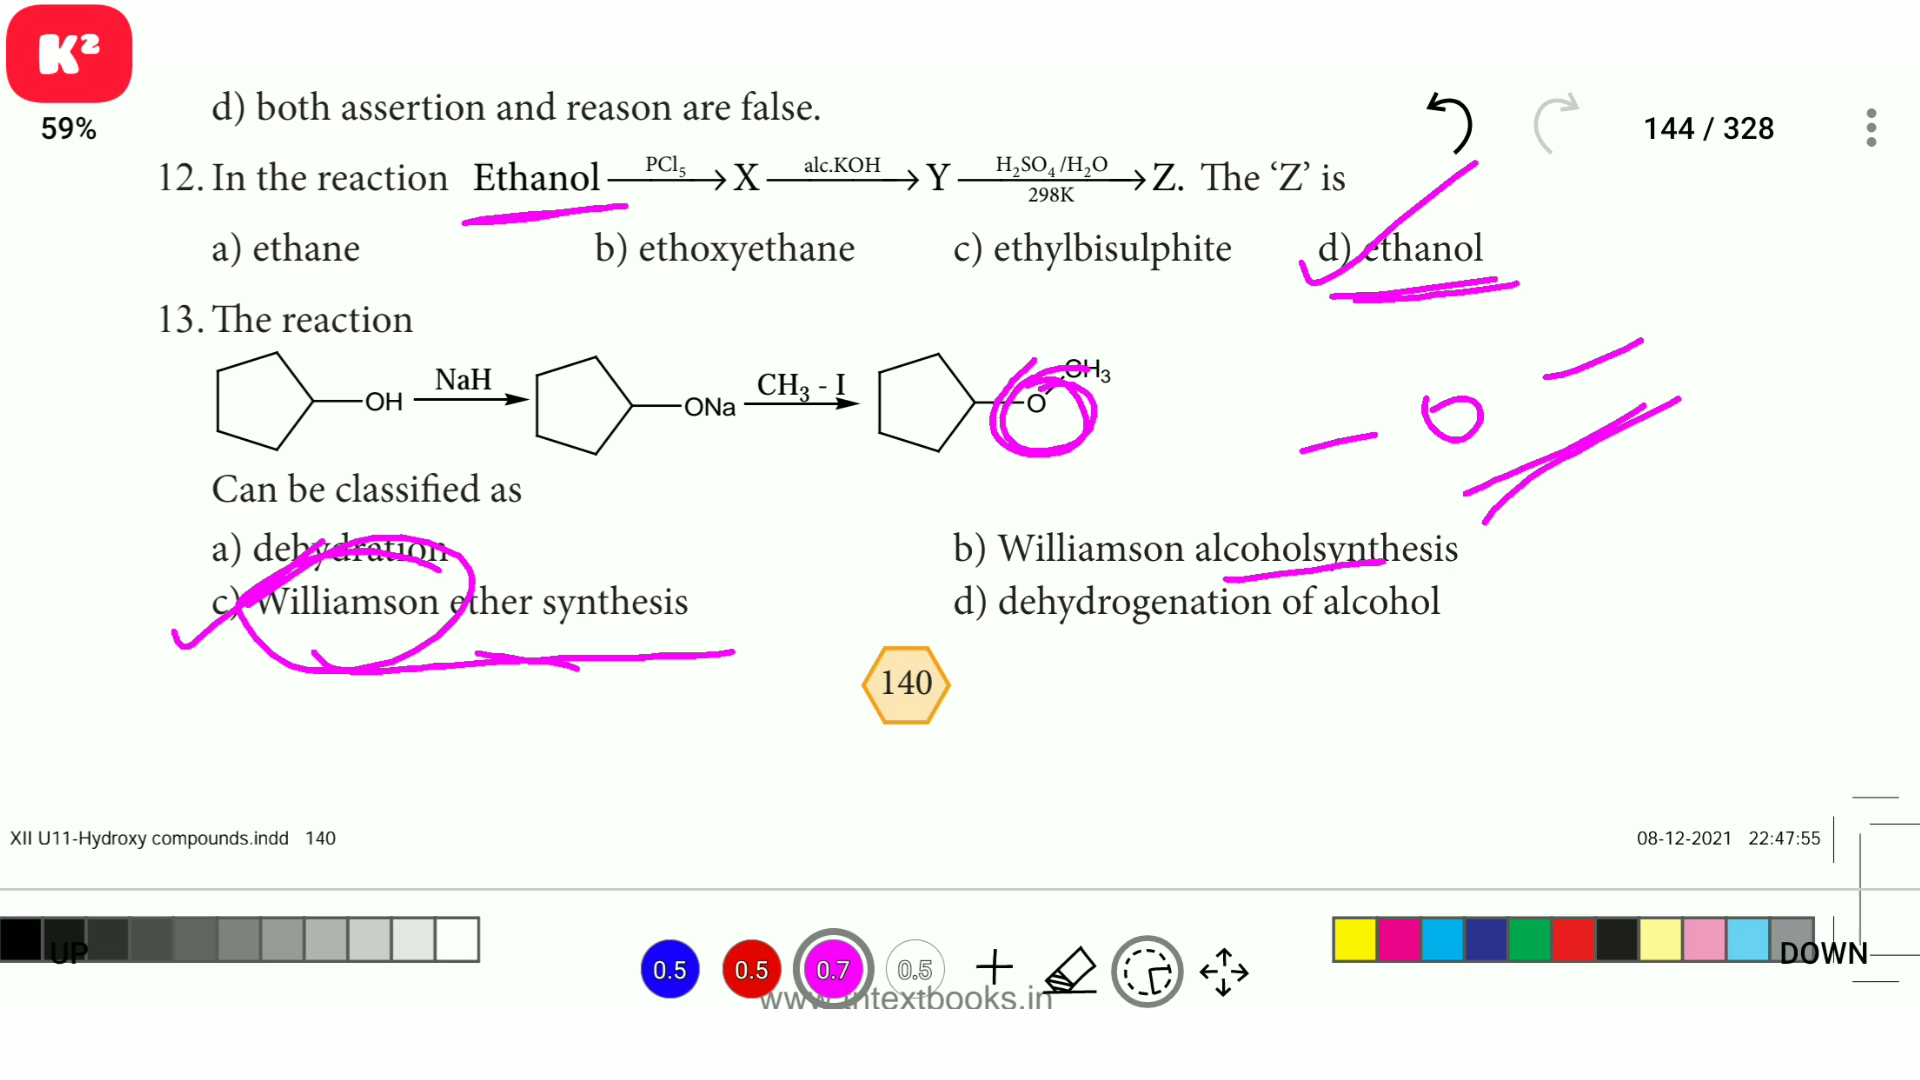 K²
59%
d) both assertion and reason are false.
144 / 328
12. In the reaction Ethanol PCl₅ X alc.KOH Y H₂SO₄ /H₂O 298K Z. The ‘Z’ is
a) ethane b) ethoxyethane c) ethylbisulphite d) ethanol
13. The reaction
OH NaH ONa CH₃ - I O CH₃
Can be classified as
a) dehydration b) Williamson alcoholsynthesis
c) Williamson ether synthesis d) dehydrogenation of alcohol
140
XII U11-Hydroxy compounds.indd 140 08-12-2021 22:47:55
UP 0.5 0.5 0.7 0.5 DOWN